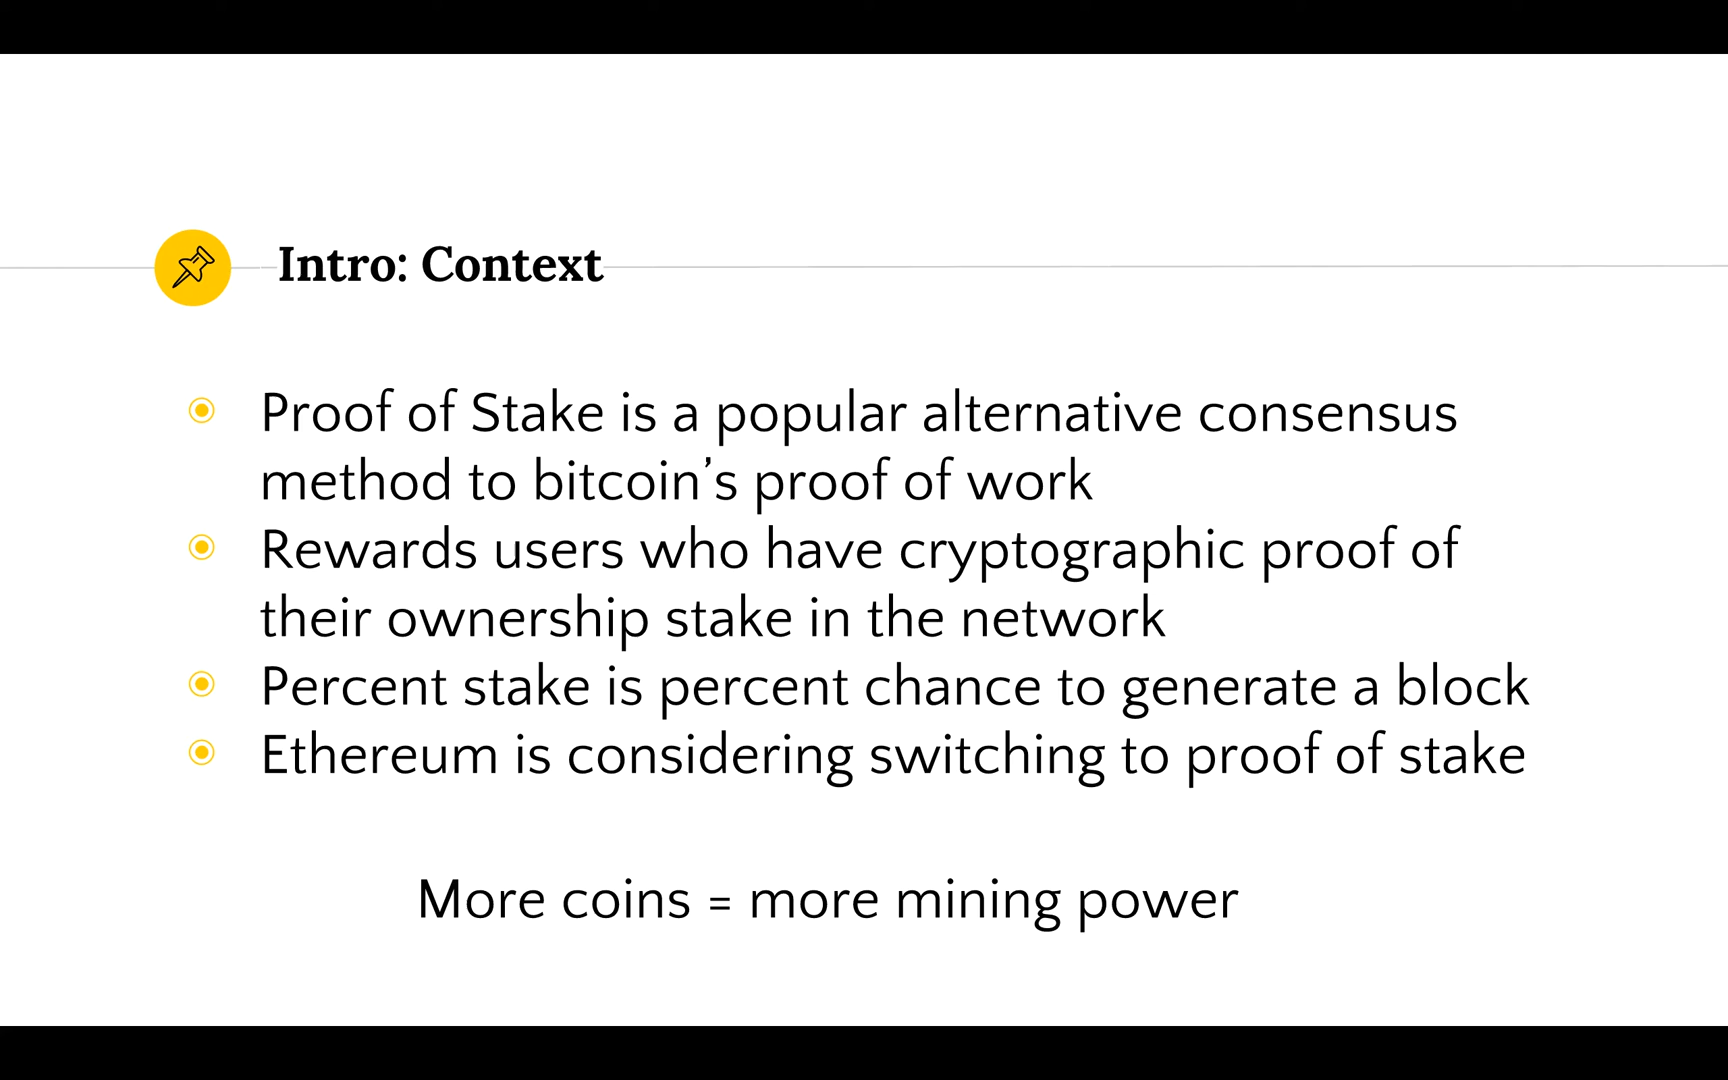 Intro: Context
Proof of Stake is a popular alternative consensus
method to bitcoin’s proof of work
Rewards users who have cryptographic proof of
their ownership stake in the network
Percent stake is percent chance to generate a block
Ethereum is considering switching to proof of stake
More coins = more mining power